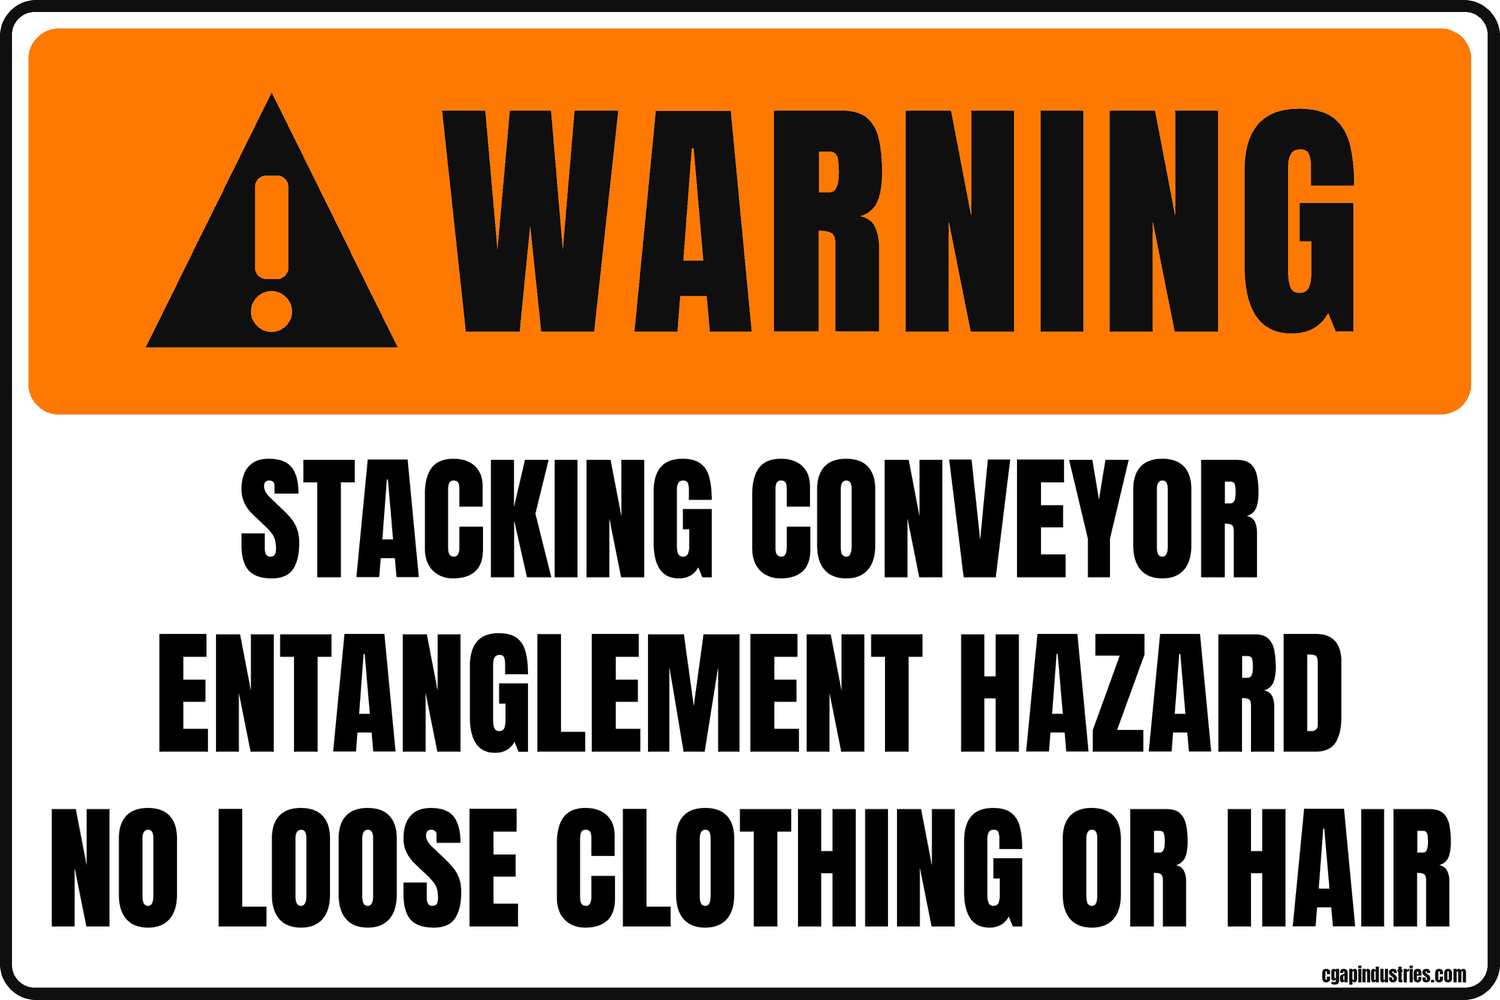 WARNING
STACKING CONVEYOR
ENTANGLEMENT HAZARD
NO LOOSE CLOTHING OR HAIR
cgapindustries.com